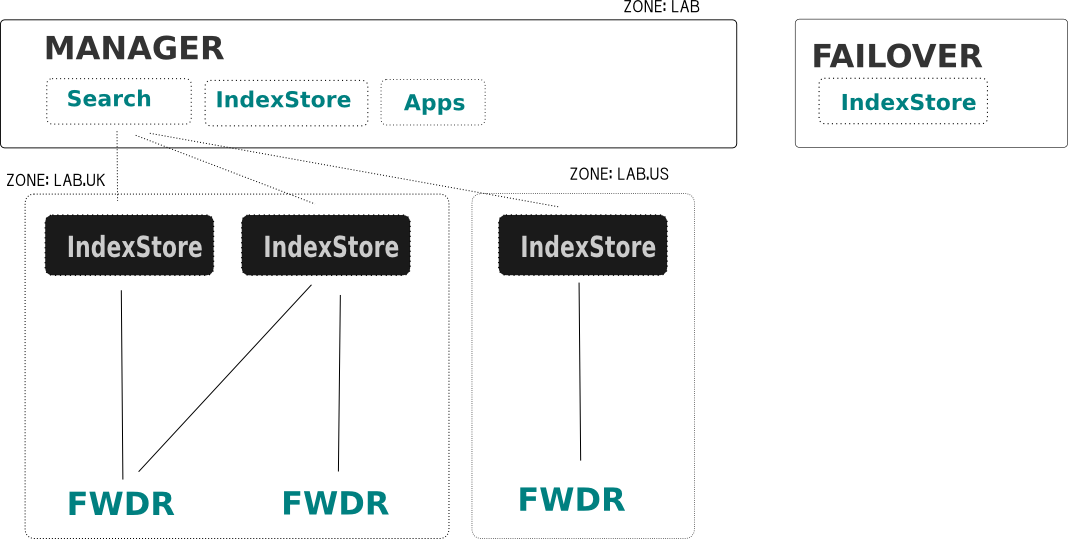 ZONE: LAB
MANAGER
FAILOVER
Search
IndexStore
Apps
IndexStore
ZONE: LAB.UK
ZONE: LAB.US
IndexStore
IndexStore
IndexStore
FWDR
FWDR
FWDR